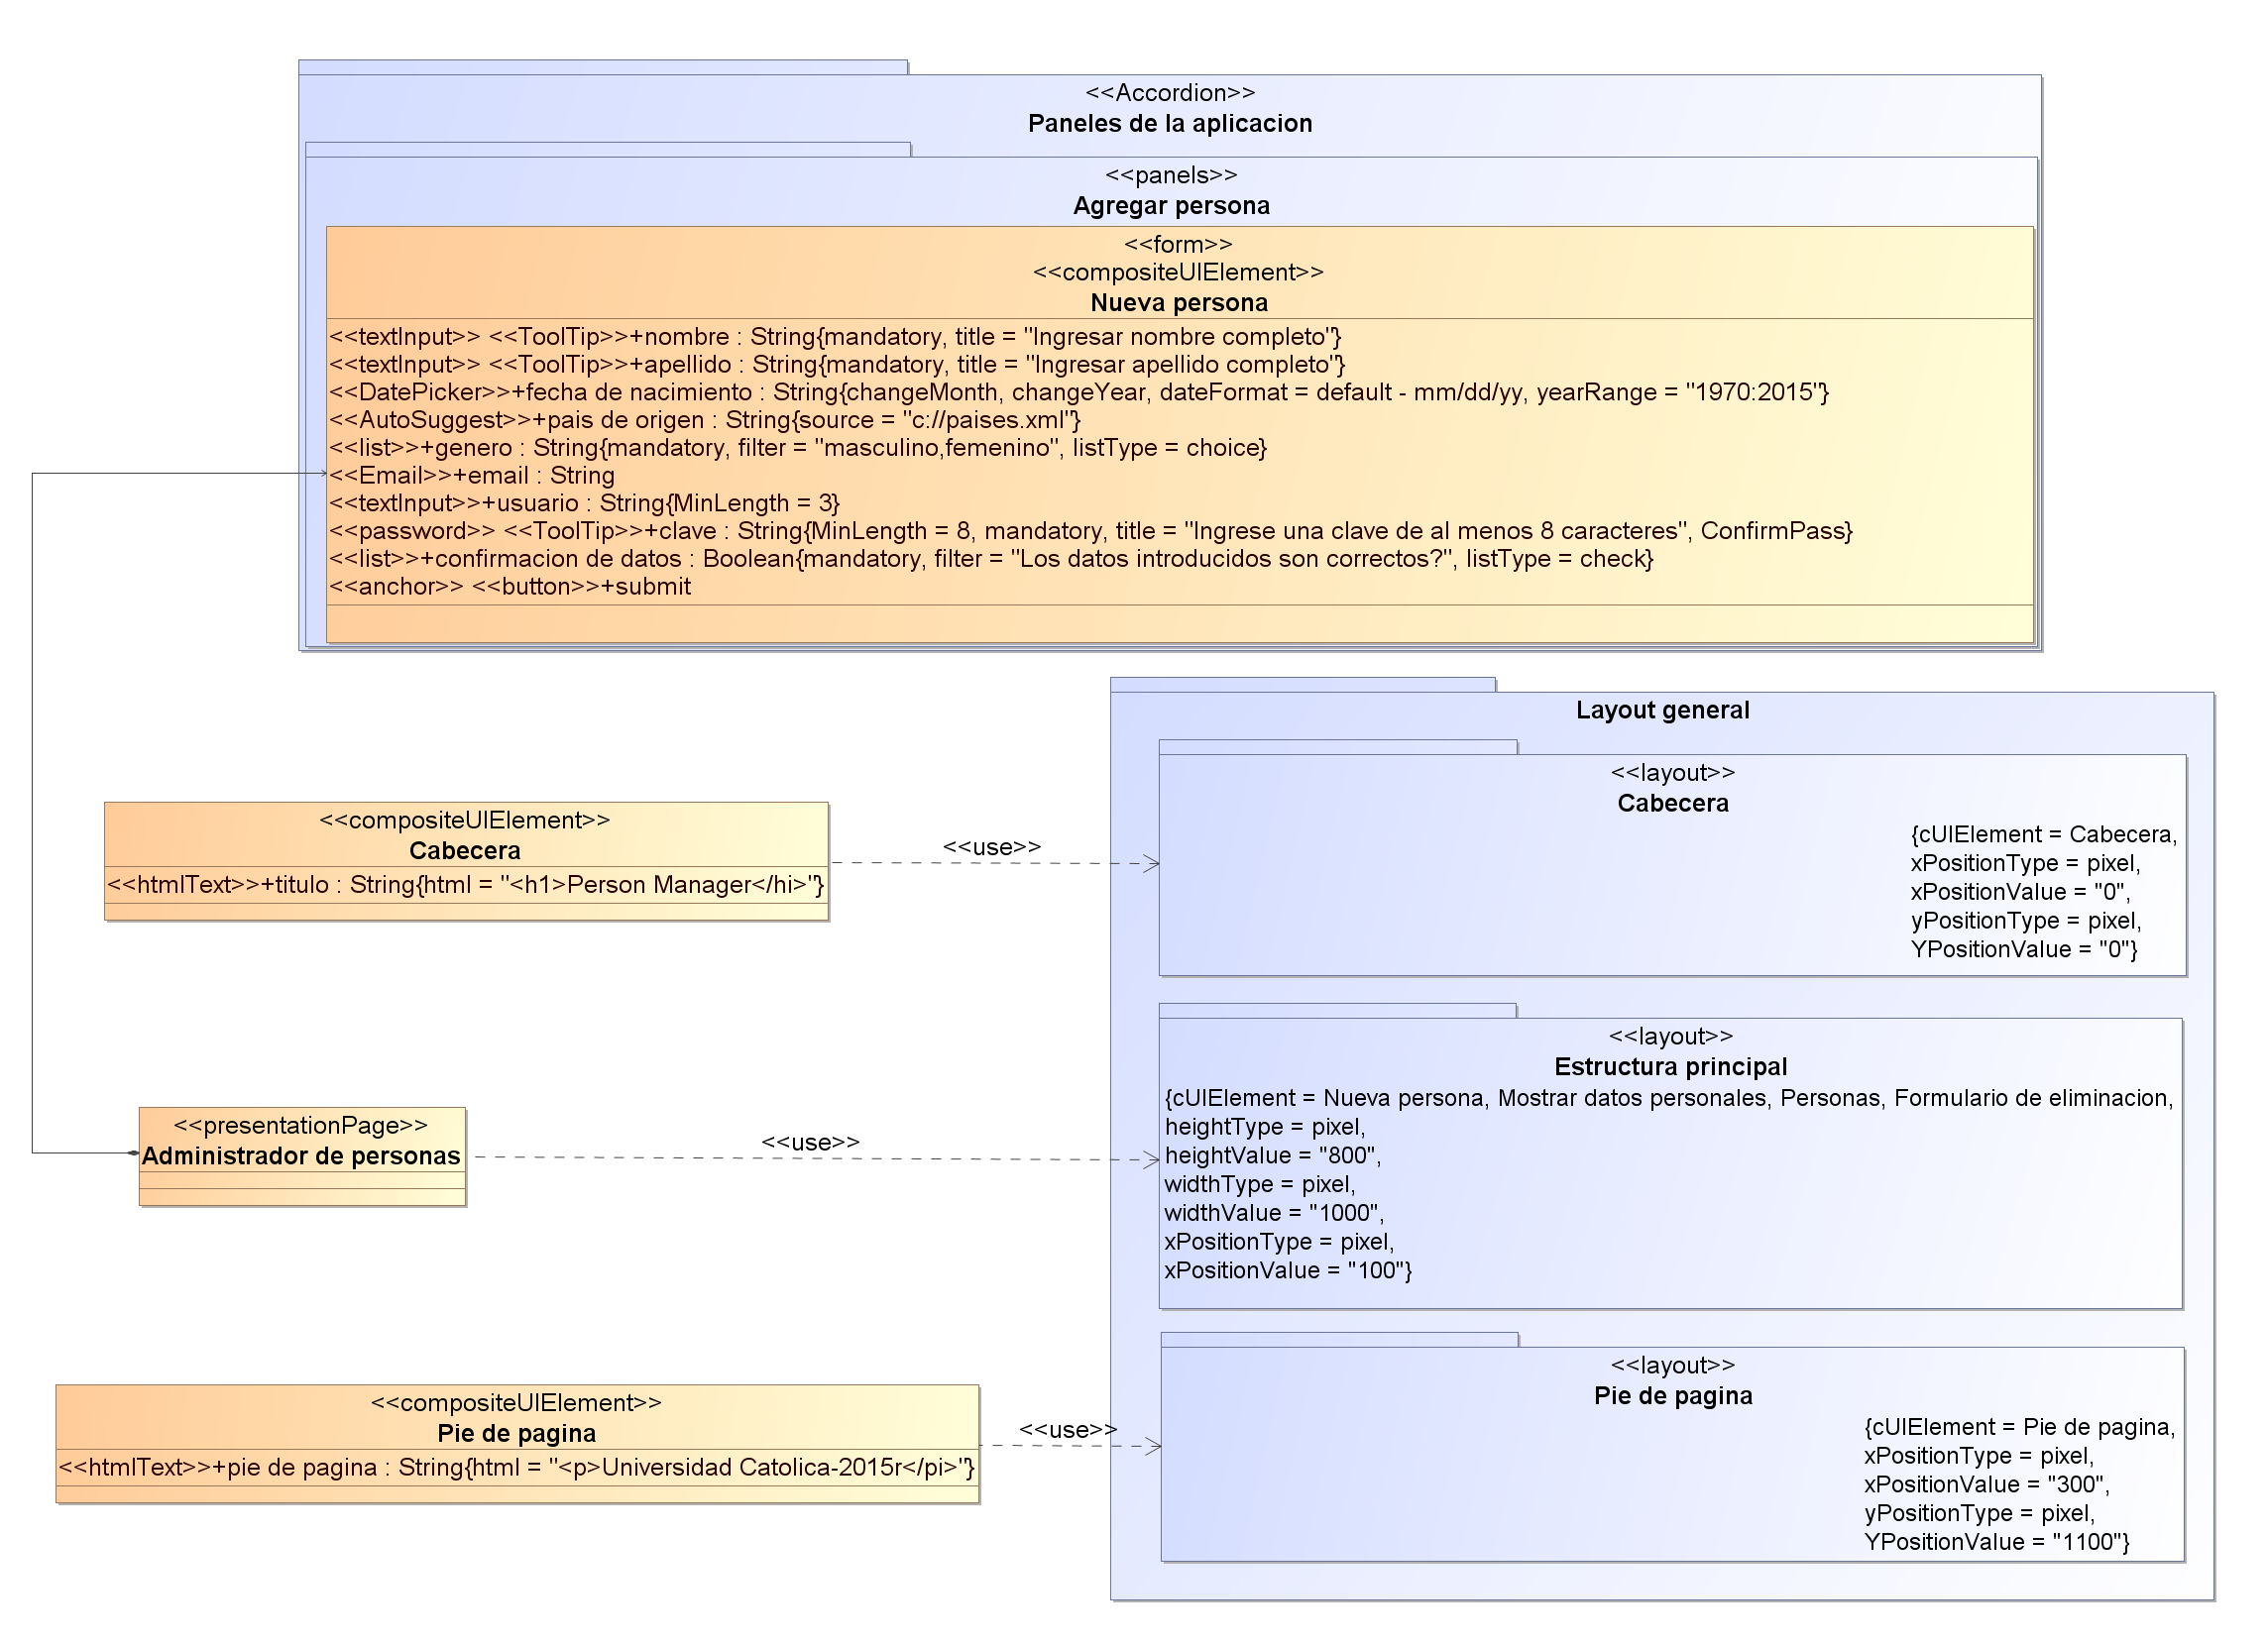 <<Accordion>>
Paneles de la aplicacion
<<panels>>
Agregar persona
<<form>>
<<compositeUIElement>>
Nueva persona
<<textInput>> <<ToolTip>>+nombre : String{mandatory, title = "Ingresar nombre completo"}
<<textInput>> <<ToolTip>>+apellido : String{mandatory, title = "Ingresar apellido completo"}
<<DatePicker>>+fecha de nacimiento : String{changeMonth, changeYear, dateFormat = default - mm/dd/yy, yearRange = "1970:2015"}
<<AutoSuggest>>+pais de origen : String{source = "c://paises.xml"}
<<list>>+genero : String{mandatory, filter = "masculino,femenino", listType = choice}
<<Email>>+email : String
<<textInput>>+usuario : String{MinLength = 3}
<<password>> <<ToolTip>>+clave : String{MinLength = 8, mandatory, title = "Ingrese una clave de al menos 8 caracteres", ConfirmPass}
<<list>>+confirmacion de datos : Boolean{mandatory, filter = "Los datos introducidos son correctos?", listType = check}
<<anchor>> <<button>>+submit
Layout general
<<layout>>
Cabecera
{cUIElement = Cabecera,
xPositionType = pixel,
xPositionValue = "0",
yPositionType = pixel,
YPositionValue = "0"}
<<compositeUIElement>>
Cabecera
<<htmlText>>+titulo : String{html = "<h1>Person Manager</hi>"}
<<use>>
<<layout>>
Estructura principal
{cUIElement = Nueva persona, Mostrar datos personales, Personas, Formulario de eliminacion,
heightType = pixel,
heightValue = "800",
widthType = pixel,
widthValue = "1000",
xPositionType = pixel,
xPositionValue = "100"}
<<presentationPage>>
Administrador de personas
<<use>>
<<layout>>
Pie de pagina
{cUIElement = Pie de pagina,
xPositionType = pixel,
xPositionValue = "300",
yPositionType = pixel,
YPositionValue = "1100"}
<<compositeUIElement>>
Pie de pagina
<<htmlText>>+pie de pagina : String{html = "<p>Universidad Catolica-2015r</pi>"}
<<use>>